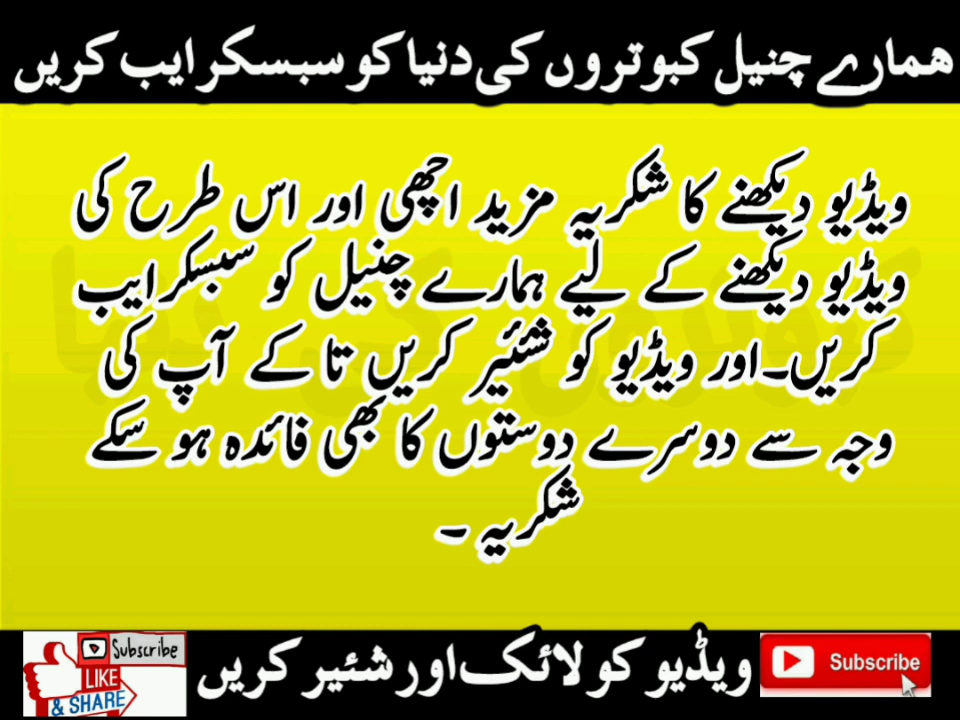 ھمارے چنیل کبوتروں کی دنیا کو سبسکرایب کریں
ویڈیو دیکھنے کا شکریہ مزید اچھی اور اس طرح کی
ویڈیو دیکھنے کے لیے ہمارے چنیل کو سبسکرایب
کریں۔اور ویڈیو کو شئیر کریں تا کے آپ کی
وجہ سے دوسرے دوستوں کا بھی فائدہ ہو سکے
شکریہ ۔
Subscribe
LIKE
& SHARE
ویڈیو کو لائک اور شئیر کریں
Subscribe